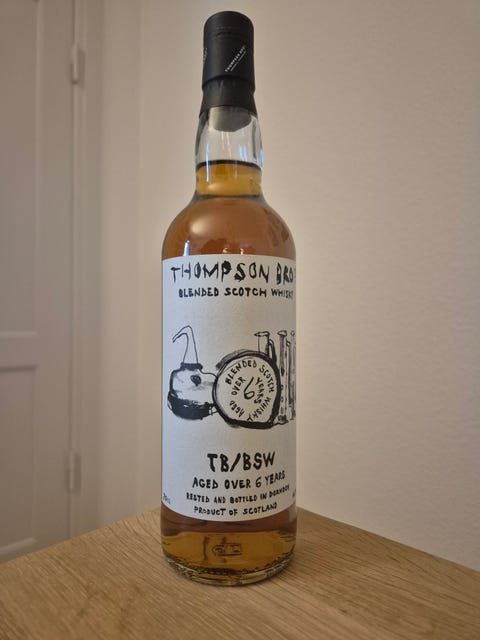 THOMPSON BRO
BLENDED SCOTCH WHISKY
BLENDED SCOTCH WHISKY AGED OVER
6
YEARS
TB/BSW
AGED OVER 6 YEARS
RESTED AND BOTTLED IN DORNOCH
PRODUCT OF SCOTLAND